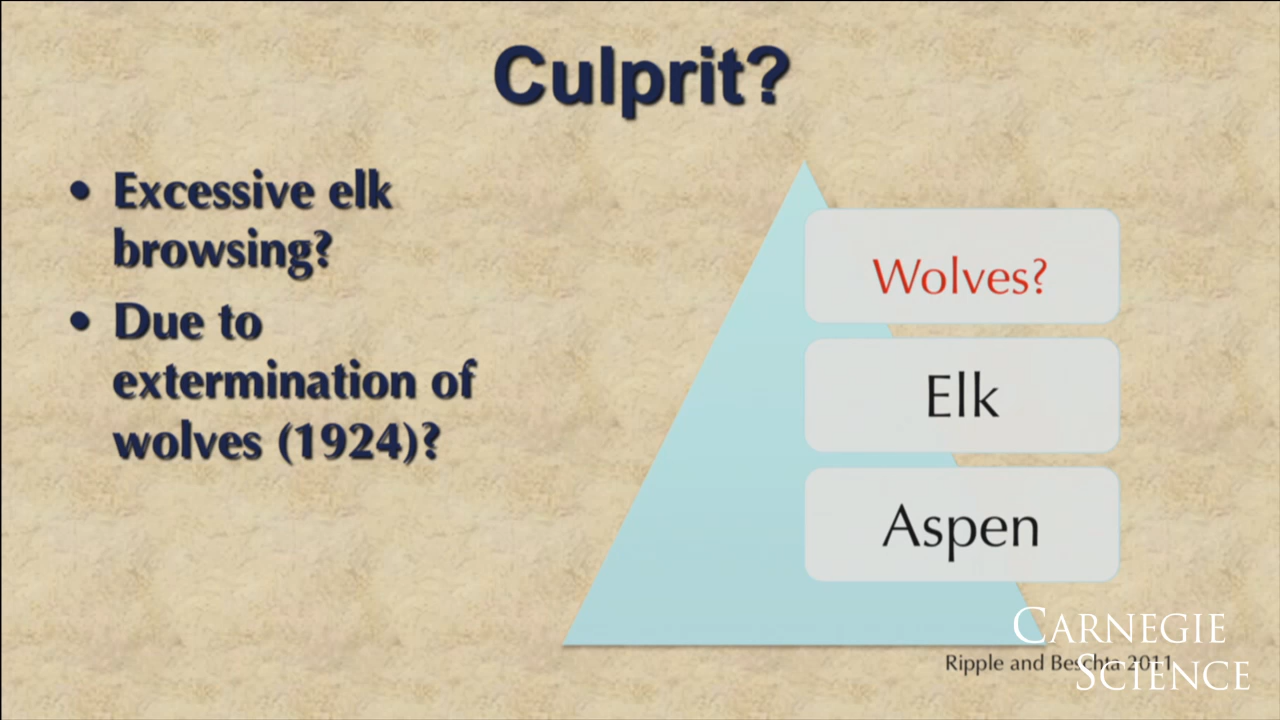 Culprit?
• Excessive elk
browsing?
• Due to
extermination of
wolves (1924)?
Wolves?
Elk
Aspen
Ripple and Beschta 2011
CARNEGIE
SCIENCE